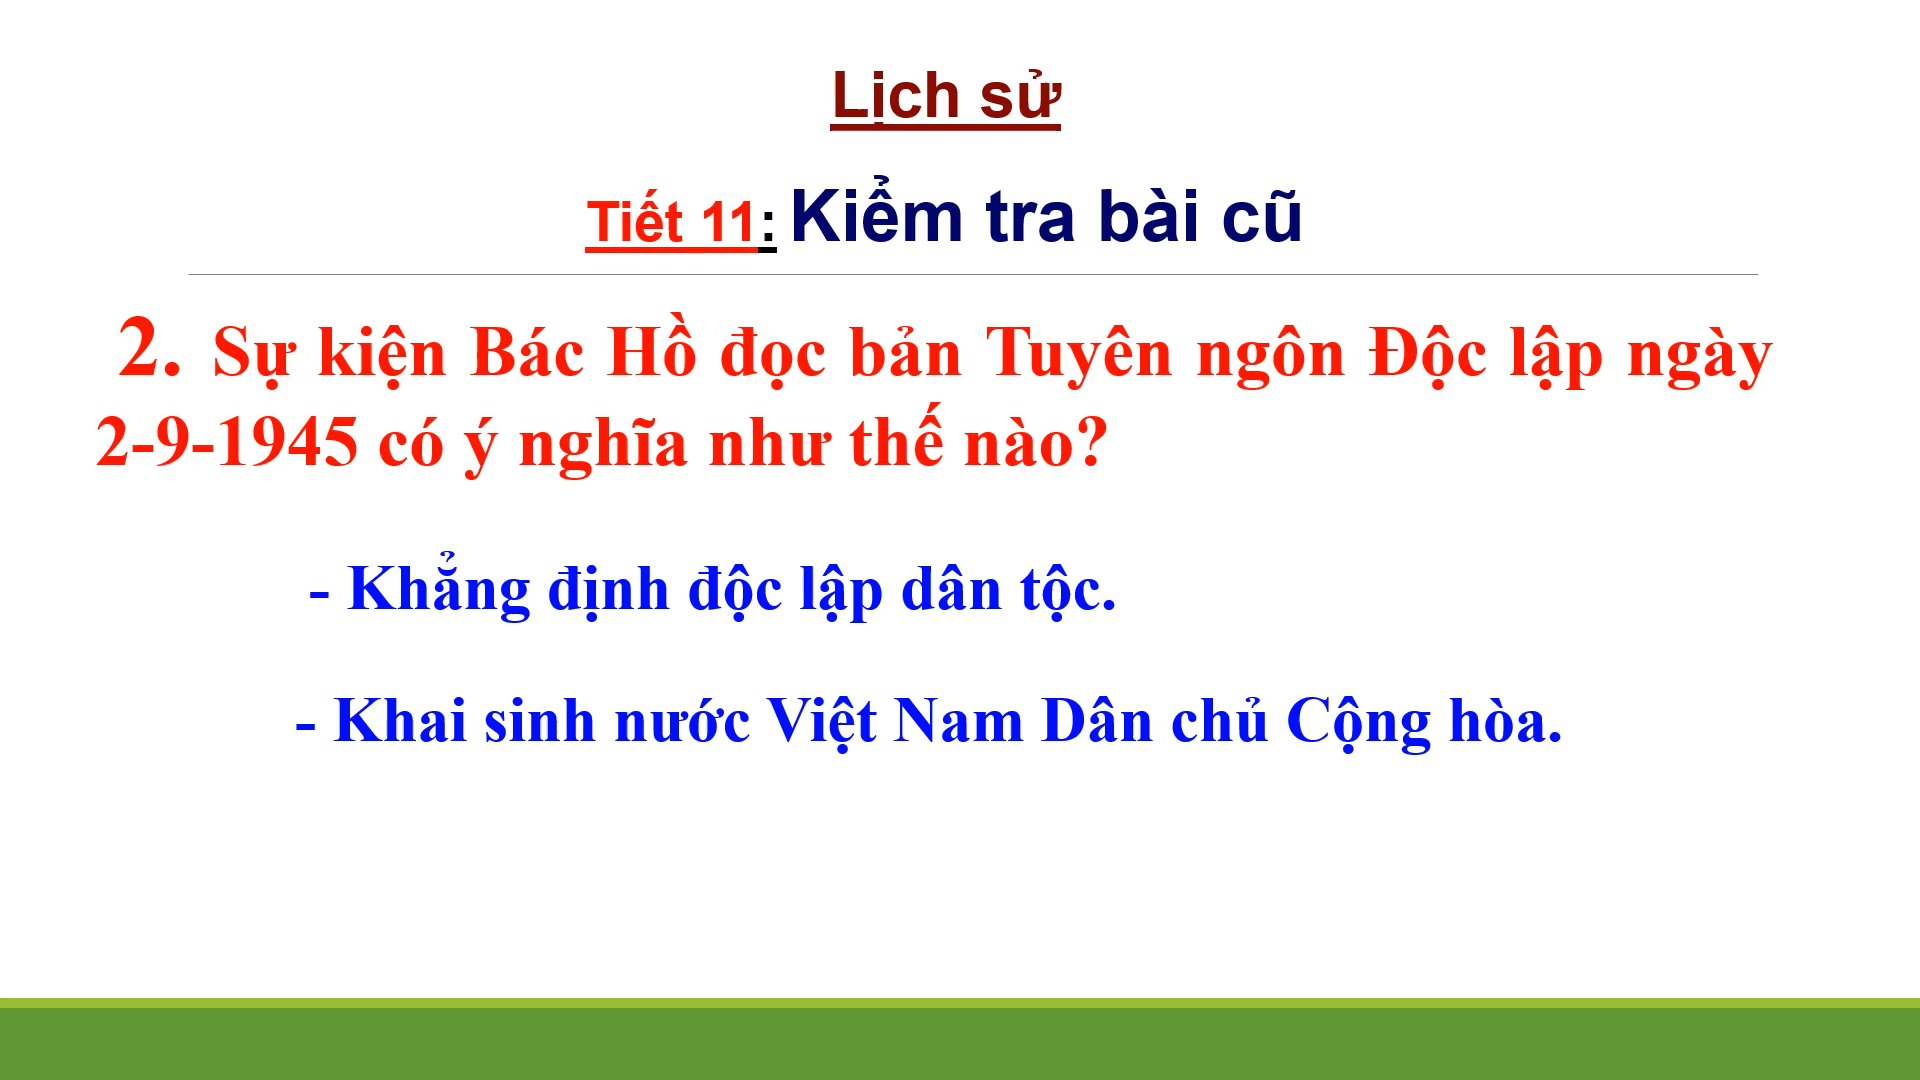 Lịch sử
Tiết 11: Kiểm tra bài cũ
2. Sự kiện Bác Hồ đọc bản Tuyên ngôn Độc lập ngày
2-9-1945 có ý nghĩa như thế nào?
- Khẳng định độc lập dân tộc.
- Khai sinh nước Việt Nam Dân chủ Cộng hòa.